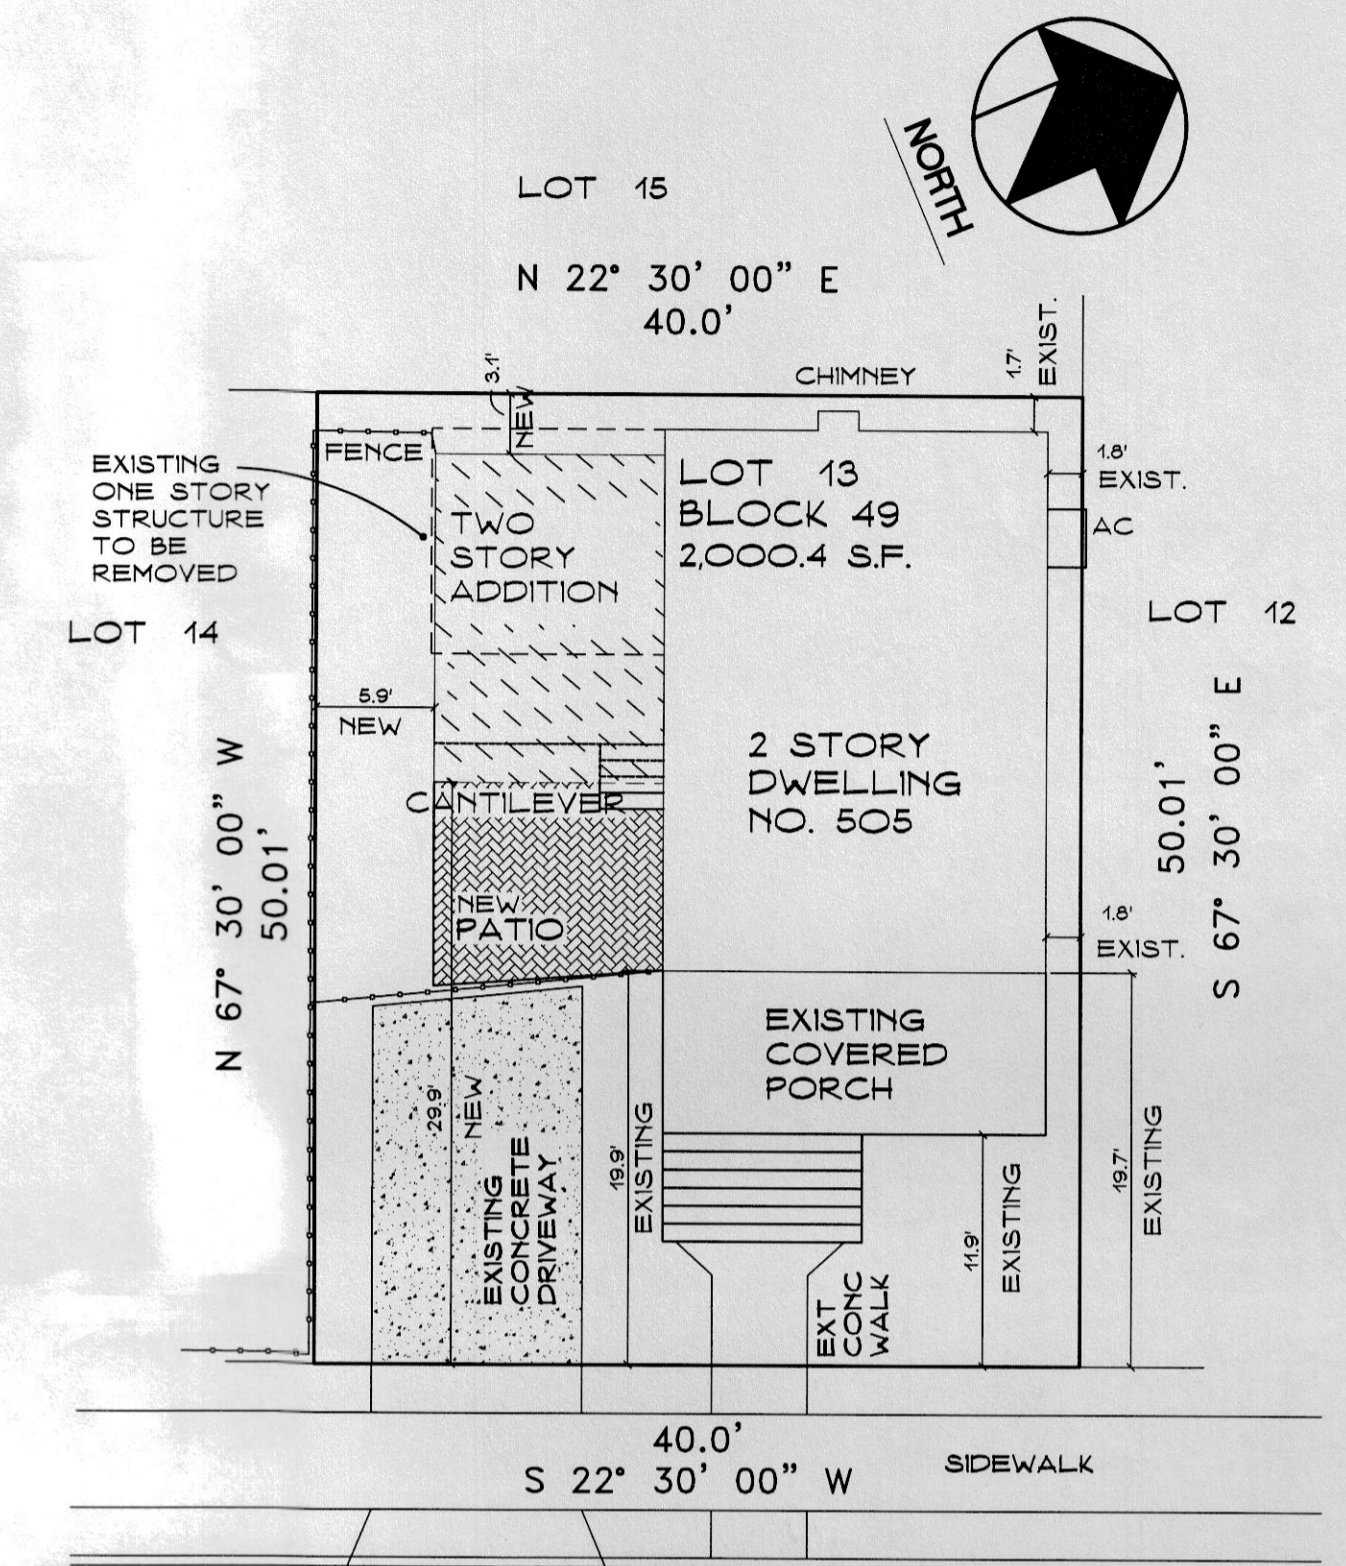 NORTH
LOT 15
N 22° 30' 00" E
40.0'
3.1'
NEW
CHIMNEY
1.7'
EXIST.
FENCE
EXISTING
ONE STORY
STRUCTURE
TO BE
REMOVED
LOT 14
TWO
STORY
ADDITION
LOT 13
BLOCK 49
2,000.4 S.F.
1.8'
EXIST.
AC
LOT 12
5.9'
NEW
N 67° 30' 00" W
50.01'
CANTILEVER
2 STORY
DWELLING
NO. 505
50.01'
S 67° 30' 00" E
NEW
PATIO
1.8'
EXIST.
EXISTING
COVERED
PORCH
29.9'
NEW
EXISTING
CONCRETE
DRIVEWAY
19.9'
EXISTING
EXT
CONC
WALK
11.9'
EXISTING
19.7'
EXISTING
40.0'
S 22° 30' 00" W
SIDEWALK